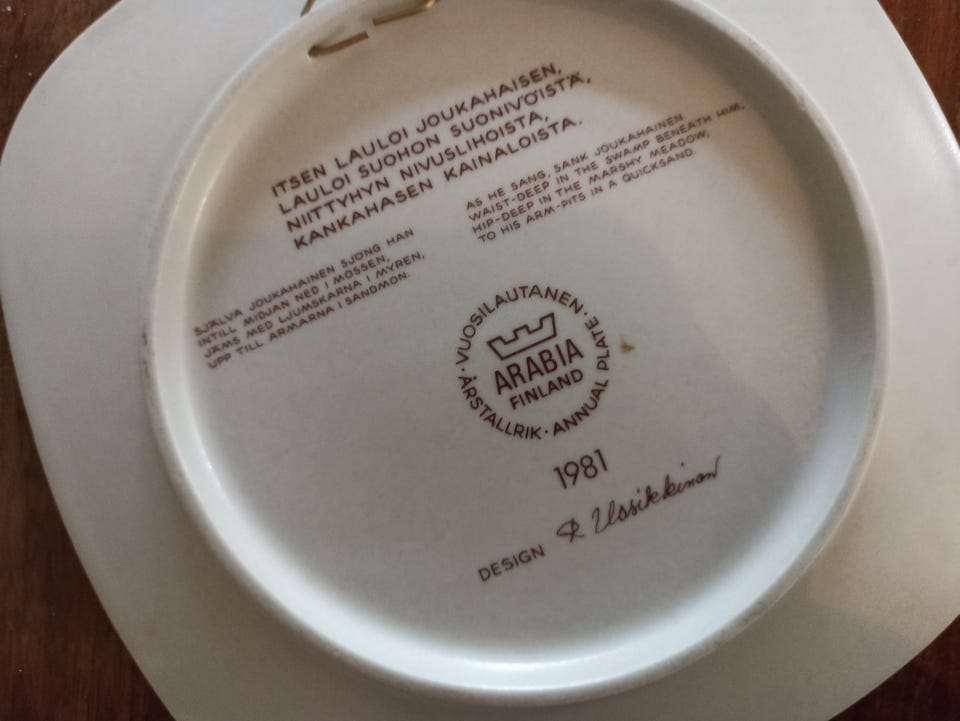 ITSEN LAULOI JOUKAHAISEN,
LAULOI SUOHON SUONIVÖISTÄ,
NIITTYHYN NIVUSLIHOISTA,
KANKAHASEN KAINALOISTA.
AS HE SANG, SANK JOUKAHAINEN
WAIST-DEEP IN THE SWAMP BENEATH HIM,
HIP-DEEP IN THE MARSHY MEADOW,
TO HIS ARM-PITS IN A QUICKSAND.
SJÄLVA JOUKAHAINEN SJÖNG HAN
INTILL MIDJAN NED I MOSSEN,
JÄMS MED LJUMSKARNA I MYREN,
UPP TILL ARMARNA I SANDMON.
· VUOSILAUTANEN · ANNUAL PLATE · ÅRSTALLRIK
ARABIA
FINLAND
1981
DESIGN R Uosikkinen